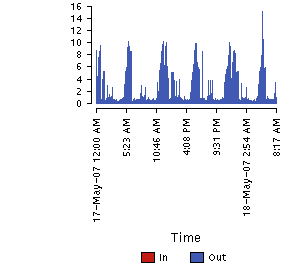 16
14
12
10
8
6
4
2
0
17-May-07 12:00 AM
5:23 AM
10:46 AM
4:08 PM
9:31 PM
18-May-07 2:54 AM
8:17 AM
Time
In Out